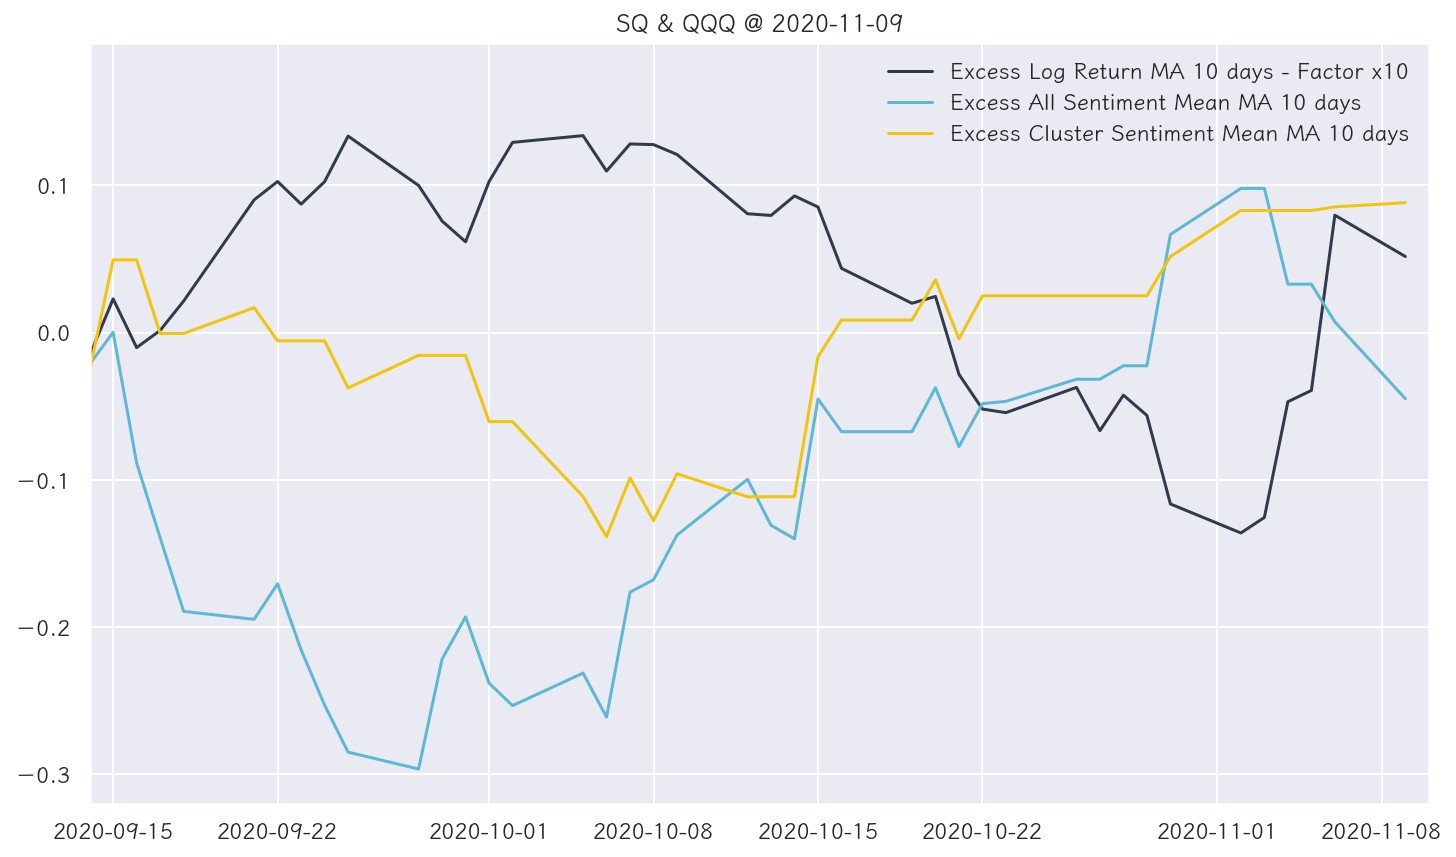 SQ & QQQ @ 2020-11-09
Excess Log Return MA 10 days - Factor x10
Excess All Sentiment Mean MA 10 days
Excess Cluster Sentiment Mean MA 10 days
0.1
0.0
−0.1
−0.2
−0.3
2020-09-15 2020-09-22 2020-10-01 2020-10-08 2020-10-15 2020-10-22 2020-11-01 2020-11-08